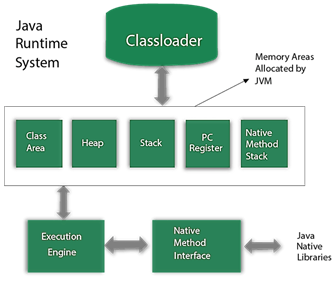 Java
Runtime
System
Classloader
Memory Areas
Allocated by
JVM
Class
Area
Heap
Stack
PC
Register
Native
Method
Stack
Execution
Engine
Native
Method
Interface
Java
Native
Libraries